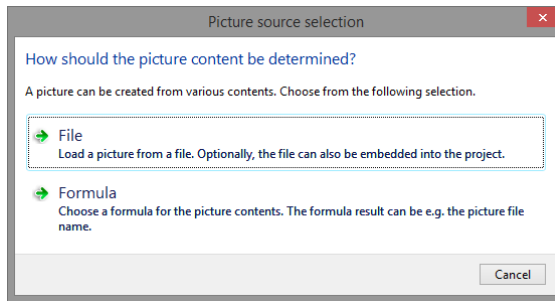 Picture source selection
How should the picture content be determined?
A picture can be created from various contents. Choose from the following selection.
File
Load a picture from a file. Optionally, the file can also be embedded into the project.
Formula
Choose a formula for the picture contents. The formula result can be e.g. the picture file
name.
Cancel